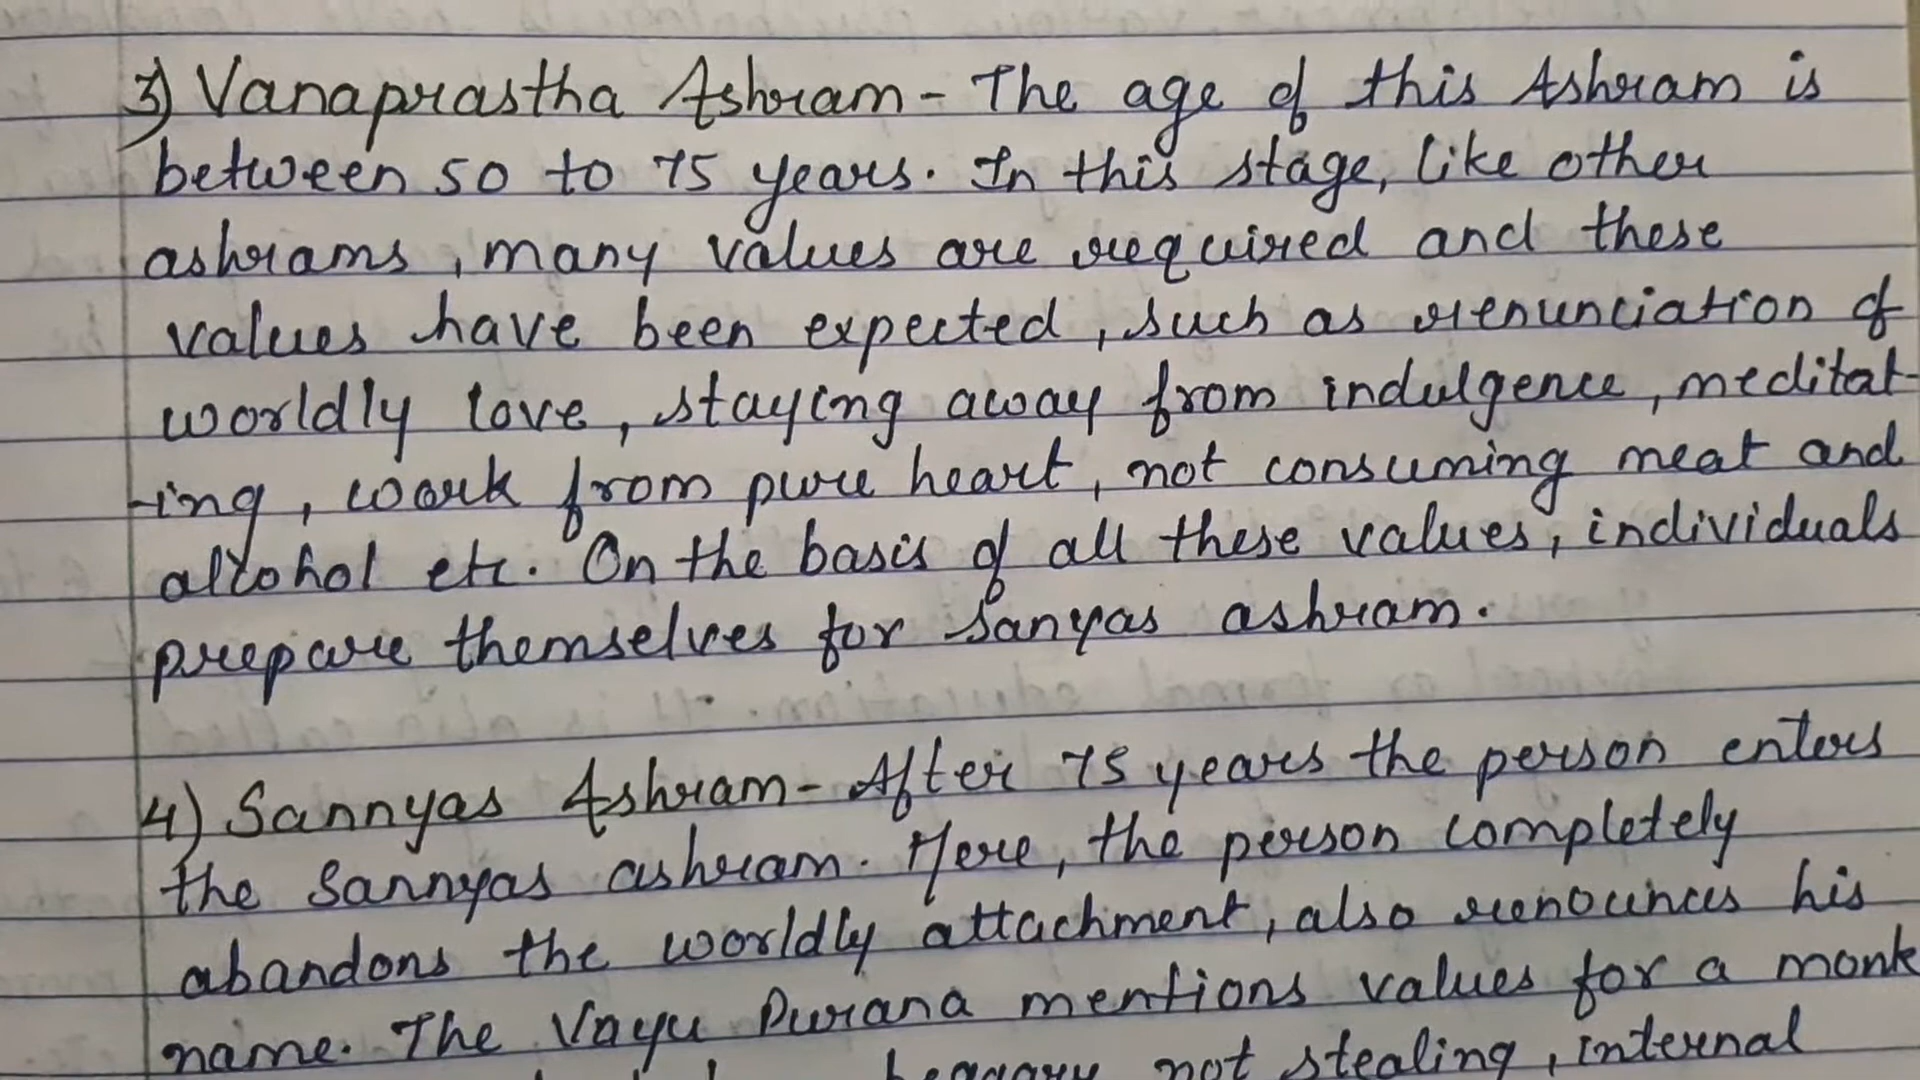 3) Vanaprastha Ashram - The age of this Ashram is
between 50 to 75 years. In this stage, like other
ashrams, many values are required and these
values have been expected, such as renunciation of
worldly love, staying away from indulgence, meditat-
-ing, work from pure heart, not consuming meat and
alcohol etc. On the basis of all these values, individuals
prepare themselves for Sanyas ashram.
4) Sannyas Ashram - After 75 years the person enters
the Sannyas ashram. Here, the person completely
abandons the worldly attachment, also renounces his
name. The Vayu Purana mentions values for a monk
beggary not stealing, internal